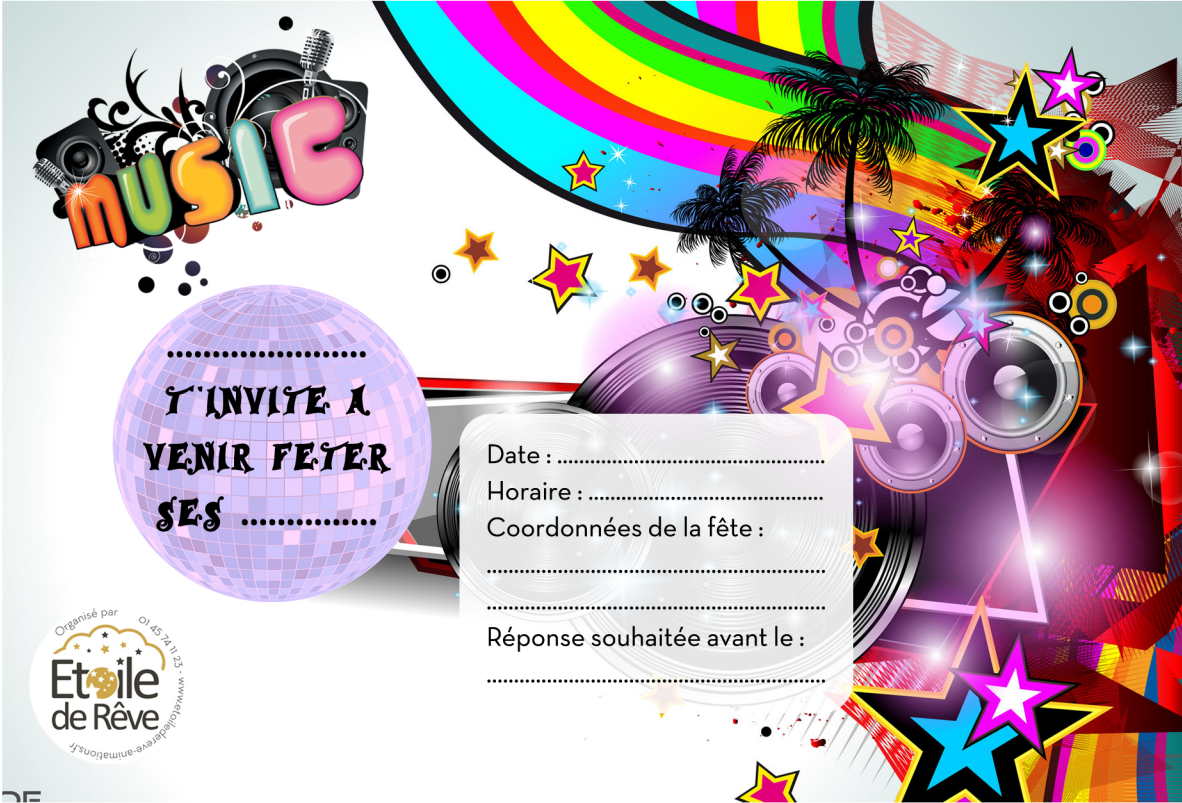 MUSIC
....................
T'INVITE A
VENIR FETER
SES ...............
Date : ................................................
Horaire : ..........................................
Coordonnées de la fête :
.............................................................
.............................................................
Réponse souhaitée avant le :
.............................................................
Organisé par
01 45 74 11 23 - www.etoiledereve-animations.fr
Etoile
de Rêve